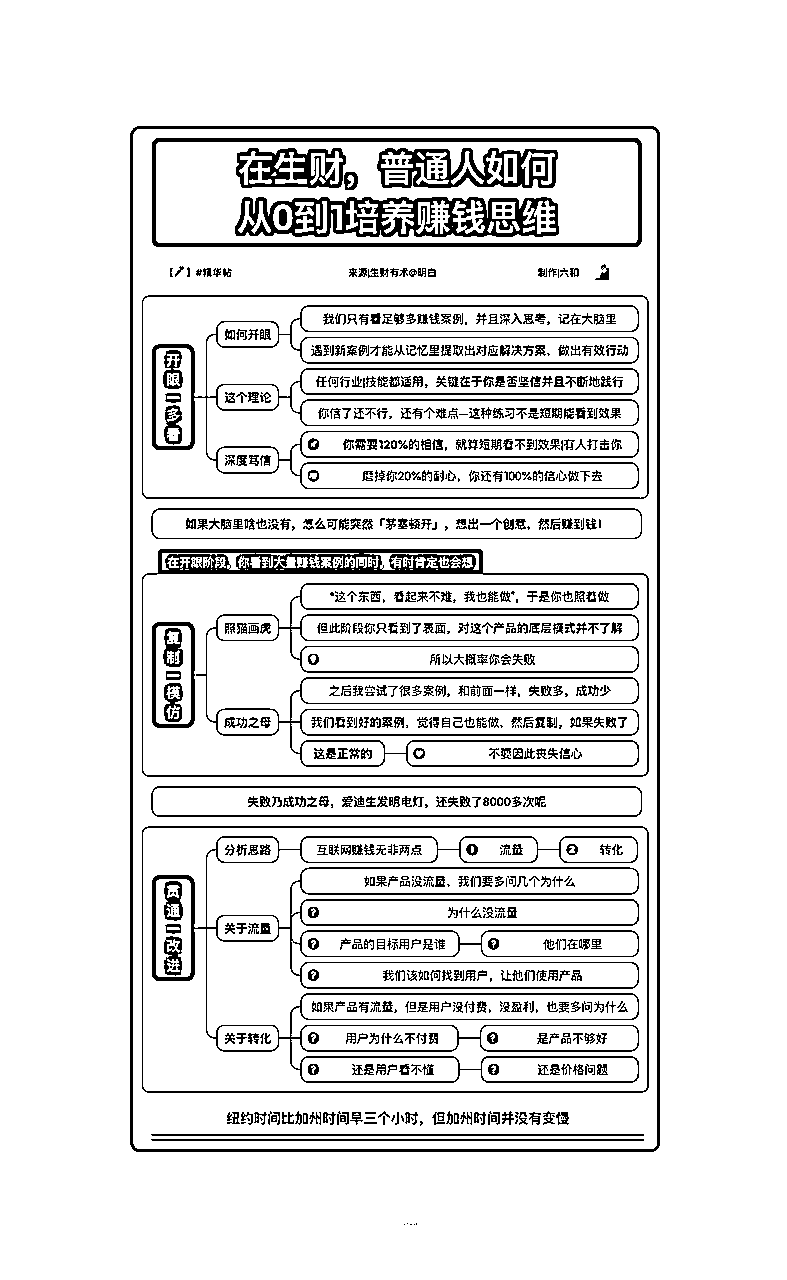 在生财，普通人如何
从0到1培养赚钱思维
【】#精华帖
来源|生财有术@明白
制作|六和
开眼—多看
如何开眼
我们只有看足够多赚钱案例，并且深入思考，记在大脑里
遇到新案例才能从记忆里提取出对应解决方案、做出有效行动
这个理论
任何行业|技能都适用，关键在于你是否坚信并且不断地践行
你信了还不行，还有个难点—这种练习不是短期能看到效果
深度笃信
你需要120%的相信，就算短期看不到效果|有人打击你
磨掉你20%的耐心，你还有100%的信心做下去
如果大脑里啥也没有，怎么可能突然「茅塞顿开」，想出一个创意，然后赚到钱！
在开眼阶段，你看到大量赚钱案例的同时，有时肯定也会想
复制—模仿
照猫画虎
“这个东西，看起来不难，我也能做”，于是你也照着做
但此阶段你只看到了表面，对这个产品的底层模式并不了解
所以大概率你会失败
成功之母
之后我尝试了很多案例，和前面一样，失败多，成功少
我们看到好的案例，觉得自己也能做、然后复制，如果失败了
这是正常的
不要因此丧失信心
失败乃成功之母，爱迪生发明电灯，还失败了8000多次呢
贯通—改进
分析思路
互联网赚钱无非两点
1 流量
2 转化
关于流量
如果产品没流量、我们要多问几个为什么
? 为什么没流量
? 产品的目标用户是谁
? 他们在哪里
? 我们该如何找到用户，让他们使用产品
关于转化
如果产品有流量，但是用户没付费，没盈利，也要多问为什么
? 用户为什么不付费
? 是产品不够好
? 还是用户看不懂
? 还是价格问题
纽约时间比加州时间早三个小时，但加州时间并没有变慢